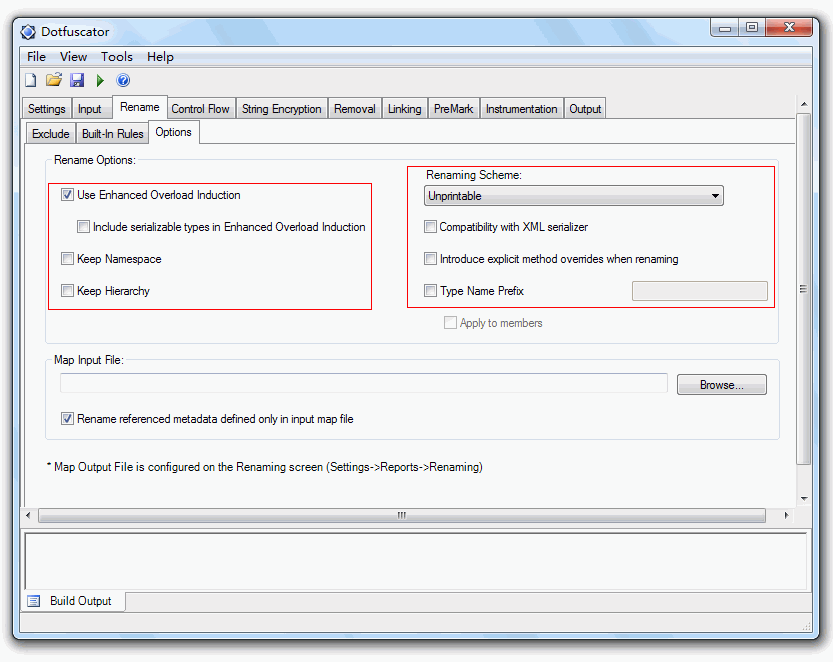 Dotfuscator
File View Tools Help
Settings Input Rename Control Flow String Encryption Removal Linking PreMark Instrumentation Output
Exclude Built-In Rules Options
Rename Options:
Use Enhanced Overload Induction
Include serializable types in Enhanced Overload Induction
Keep Namespace
Keep Hierarchy
Renaming Scheme:
Unprintable
Compatibility with XML serializer
Introduce explicit method overrides when renaming
Type Name Prefix
Apply to members
Map Input File:
Browse...
Rename referenced metadata defined only in input map file
* Map Output File is configured on the Renaming screen (Settings->Reports->Renaming)
Build Output